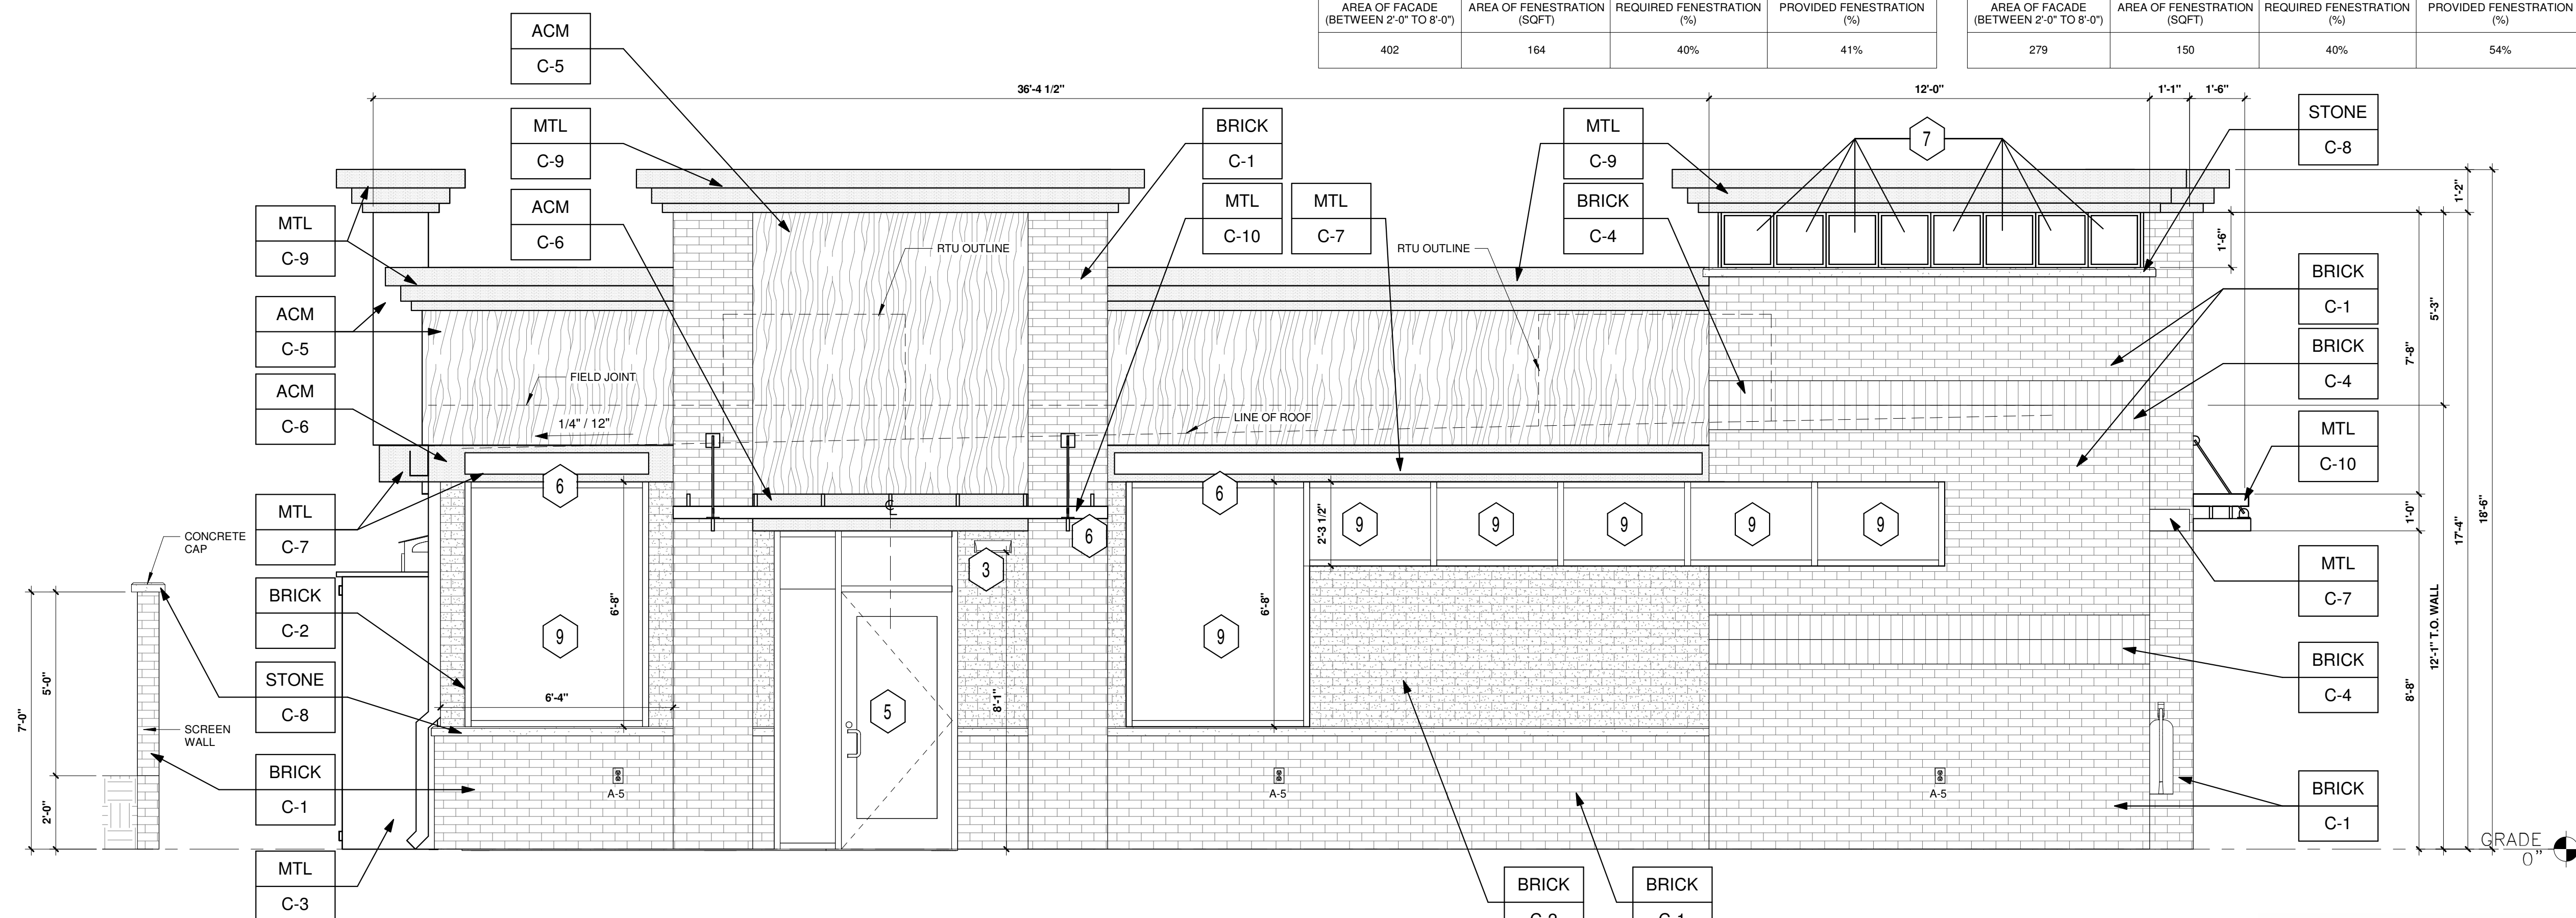 AREA OF FACADE
(BETWEEN 2'-0" TO 8'-0")
AREA OF FENESTRATION
(SQFT)
REQUIRED FENESTRATION
(%)
PROVIDED FENESTRATION
(%)
402
164
40%
41%
AREA OF FACADE
(BETWEEN 2'-0" TO 8'-0")
AREA OF FENESTRATION
(SQFT)
REQUIRED FENESTRATION
(%)
PROVIDED FENESTRATION
(%)
279
150
40%
54%
36'-4 1/2"
12'-0"
1'-1"
1'-6"
ACM
C-5
MTL
C-9
ACM
C-6
BRICK
C-1
MTL
C-10
MTL
C-7
MTL
C-9
BRICK
C-4
7
STONE
C-8
MTL
C-9
ACM
C-5
ACM
C-6
MTL
C-7
BRICK
C-2
STONE
C-8
BRICK
C-1
MTL
C-3
CONCRETE
CAP
SCREEN
WALL
7'-0"
5'-0"
2'-0"
FIELD JOINT
1/4" / 12"
RTU OUTLINE
RTU OUTLINE
LINE OF ROOF
6
6
6
CL
3
5
9
9
9
9
9
9
9
6'-8"
6'-4"
8'-1"
6'-8"
2'-3 1/2"
1'-6"
A-5
A-5
A-5
BRICK
C-1
BRICK
C-4
MTL
C-10
MTL
C-7
BRICK
C-4
BRICK
C-1
1'-2"
5'-3"
7'-8"
1'-0"
17'-4"
18'-6"
12'-1" T.O. WALL
8'-8"
GRADE
0"
BRICK
BRICK